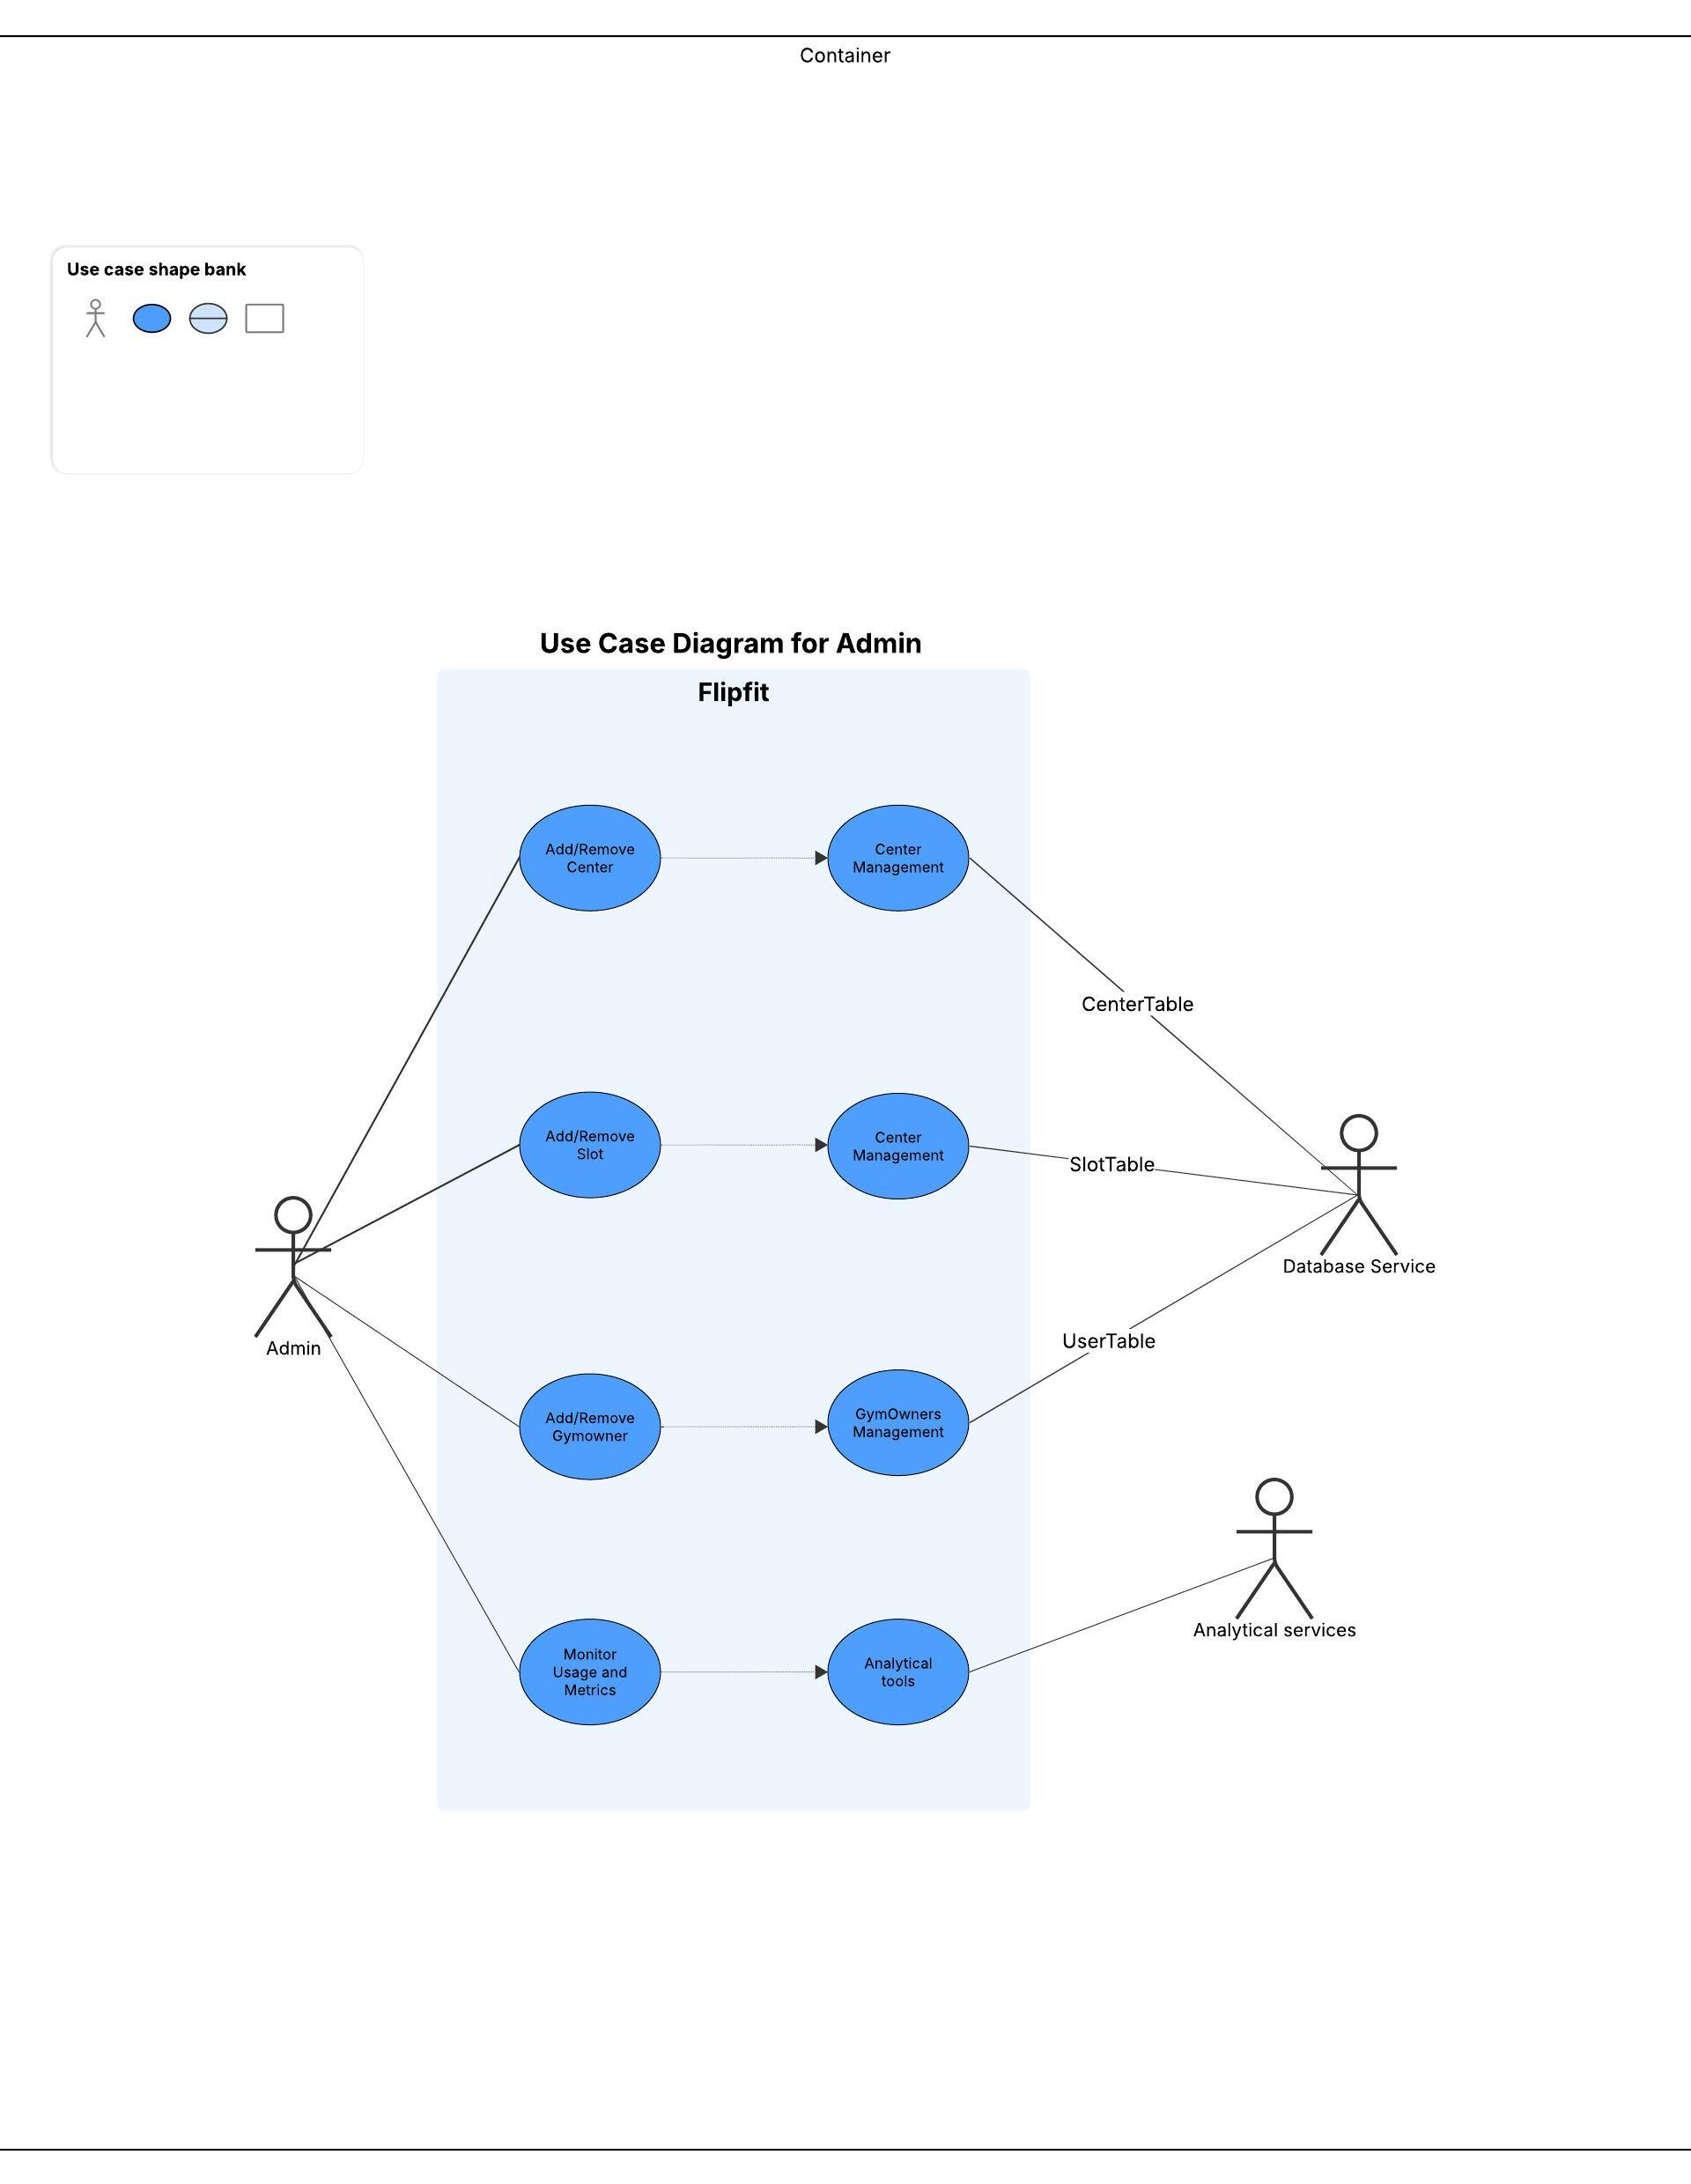 Container
Use case shape bank
Use Case Diagram for Admin
Flipfit
Add/Remove
Center
Center
Management
CenterTable
Add/Remove
Slot
Center
Management
SlotTable
Database Service
Admin
UserTable
Add/Remove
Gymowner
GymOwners
Management
Analytical services
Monitor
Usage and
Metrics
Analytical
tools